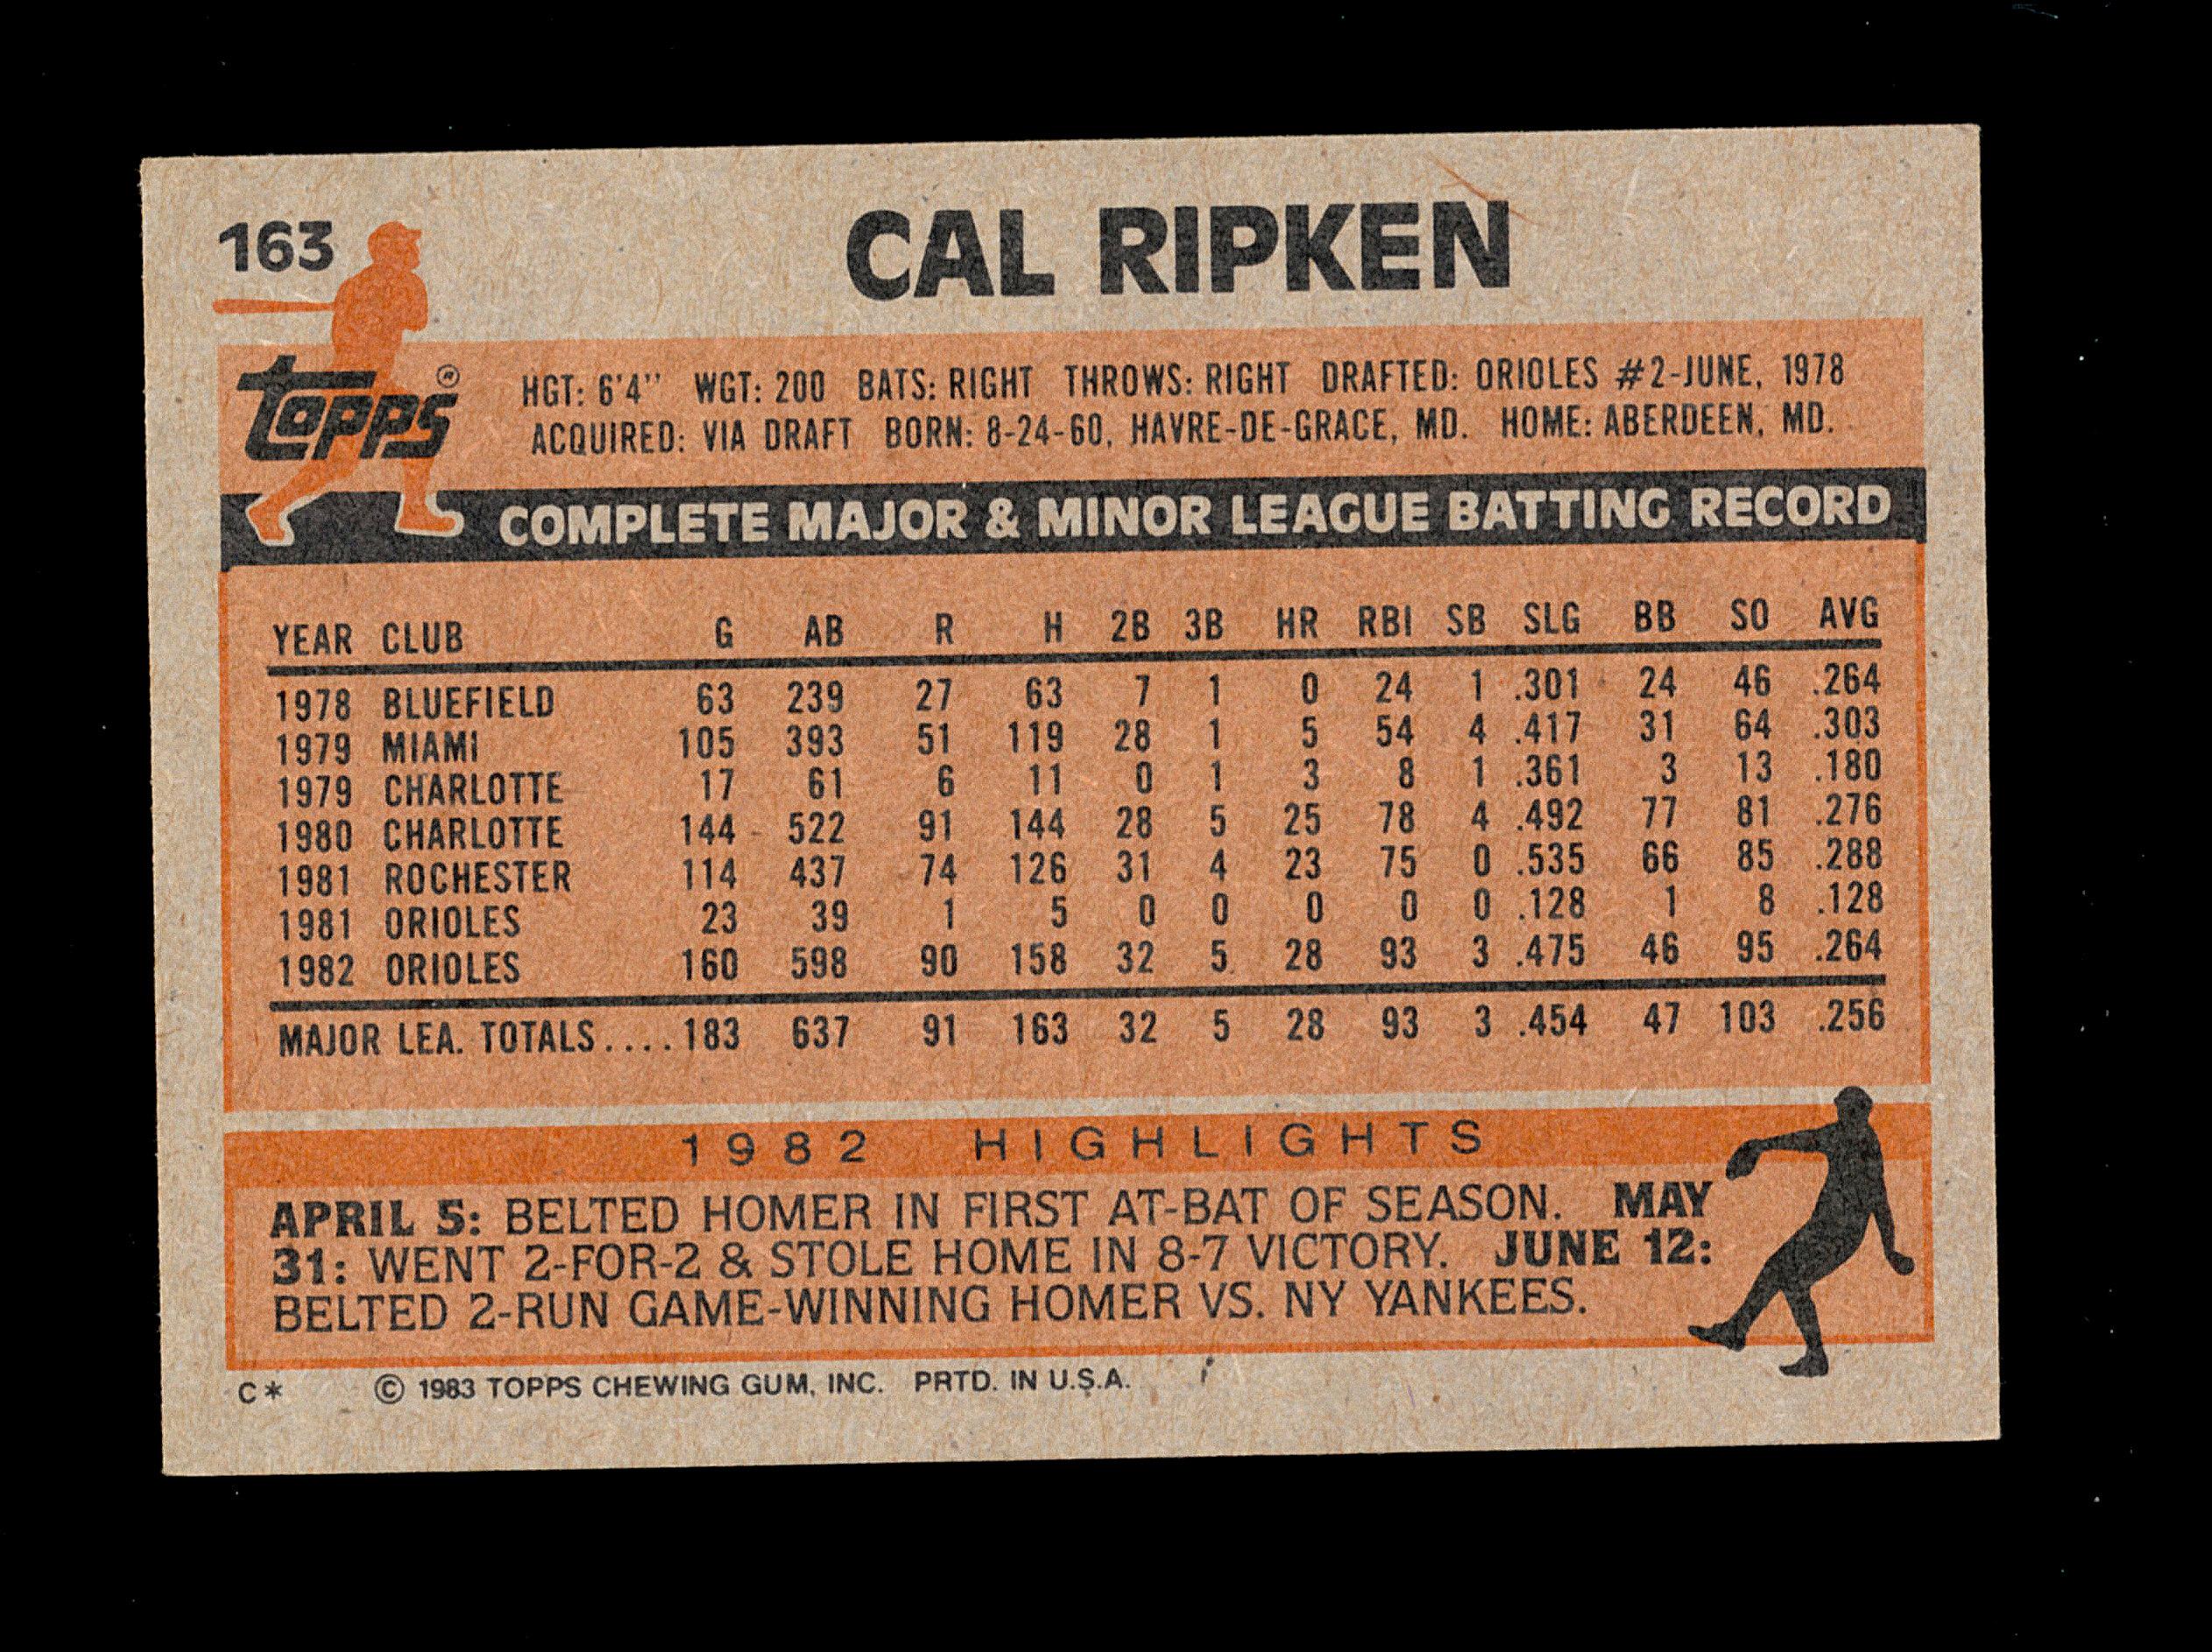 163
CAL RIPKEN
topps®
HGT: 6'4" WGT: 200 BATS: RIGHT THROWS: RIGHT DRAFTED: ORIOLES #2-JUNE, 1978
ACQUIRED: VIA DRAFT BORN: 8-24-60, HAVRE-DE-GRACE, MD. HOME: ABERDEEN, MD.
COMPLETE MAJOR & MINOR LEAGUE BATTING RECORD
YEAR CLUB G AB R H 2B 3B HR RBI SB SLG BB SO AVG
1978 BLUEFIELD 63 239 27 63 7 1 0 24 1 .301 24 46 .264
1979 MIAMI 105 393 51 119 28 1 5 54 4 .417 31 64 .303
1979 CHARLOTTE 17 61 6 11 0 1 3 8 1 .361 3 13 .180
1980 CHARLOTTE 144 522 91 144 28 5 25 78 4 .492 77 81 .276
1981 ROCHESTER 114 437 74 126 31 4 23 75 0 .535 66 85 .288
1981 ORIOLES 23 39 1 5 0 0 0 0 0 .128 1 8 .128
1982 ORIOLES 160 598 90 158 32 5 28 93 3 .475 46 95 .264
MAJOR LEA. TOTALS....183 637 91 163 32 5 28 93 3 .454 47 103 .256
1982 HIGHLIGHTS
APRIL 5: BELTED HOMER IN FIRST AT-BAT OF SEASON. MAY
31: WENT 2-FOR-2 & STOLE HOME IN 8-7 VICTORY. JUNE 12:
BELTED 2-RUN GAME-WINNING HOMER VS. NY YANKEES.
C* © 1983 TOPPS CHEWING GUM, INC. PRTD. IN U.S.A.